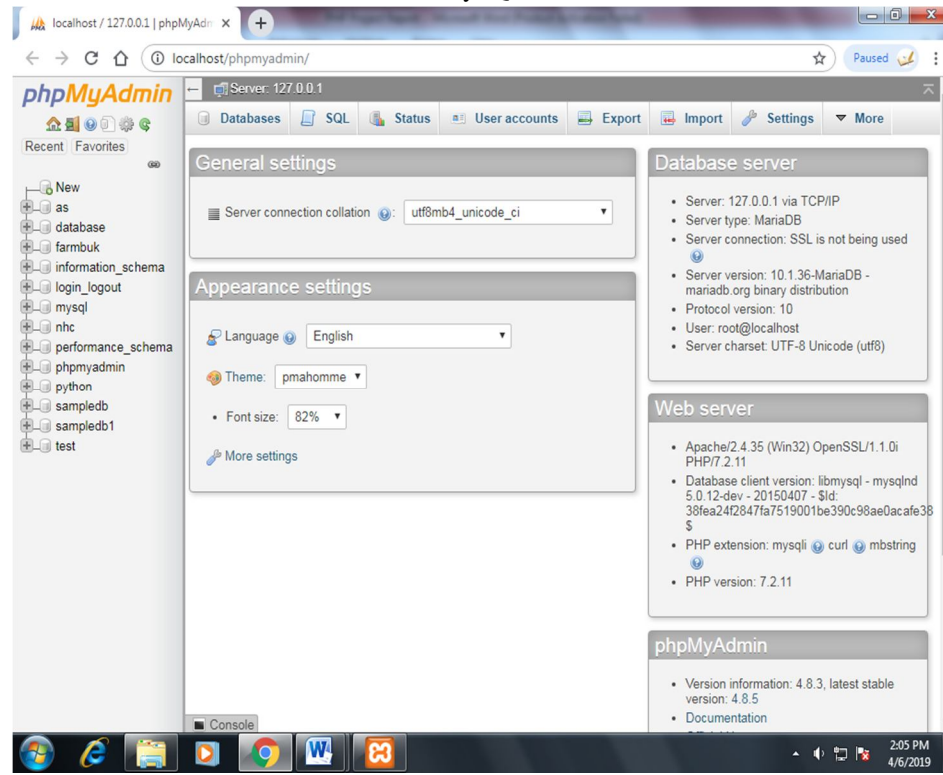 localhost / 127.0.0.1 | phpMyAdn
localhost/phpmyadmin/
Paused
phpMyAdmin
Recent Favorites
New
as
database
farmbuk
information_schema
login_logout
mysql
nhc
performance_schema
phpmyadmin
python
sampledb
sampledb1
test
Server: 127.0.0.1
Databases SQL Status User accounts Export Import Settings More
General settings
Server connection collation : utf8mb4_unicode_ci
Appearance settings
Language English
Theme: pmahomme
Font size: 82%
More settings
Console
Database server
Server: 127.0.0.1 via TCP/IP
Server type: MariaDB
Server connection: SSL is not being used
Server version: 10.1.36-MariaDB -
mariadb.org binary distribution
Protocol version: 10
User: root@localhost
Server charset: UTF-8 Unicode (utf8)
Web server
Apache/2.4.35 (Win32) OpenSSL/1.1.0i
PHP/7.2.11
Database client version: libmysql - mysqlnd
5.0.12-dev - 20150407 - $Id:
38fea24f2847fa7519001be390c98ae0acafe38
$
PHP extension: mysqli curl mbstring
PHP version: 7.2.11
phpMyAdmin
Version information: 4.8.3, latest stable
version: 4.8.5
Documentation
2:05 PM
4/6/2019